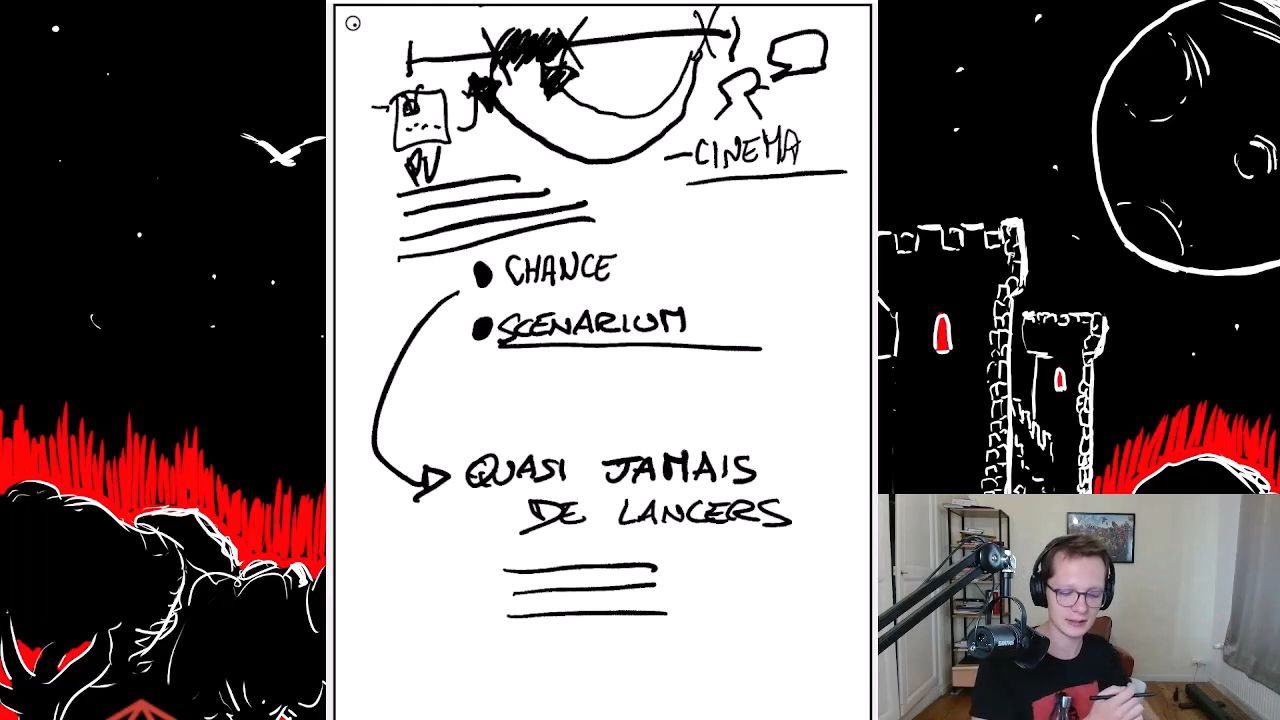 PV
-CINEMA
CHANCE
SCENARIUM
QUASI JAMAIS
DE LANCERS